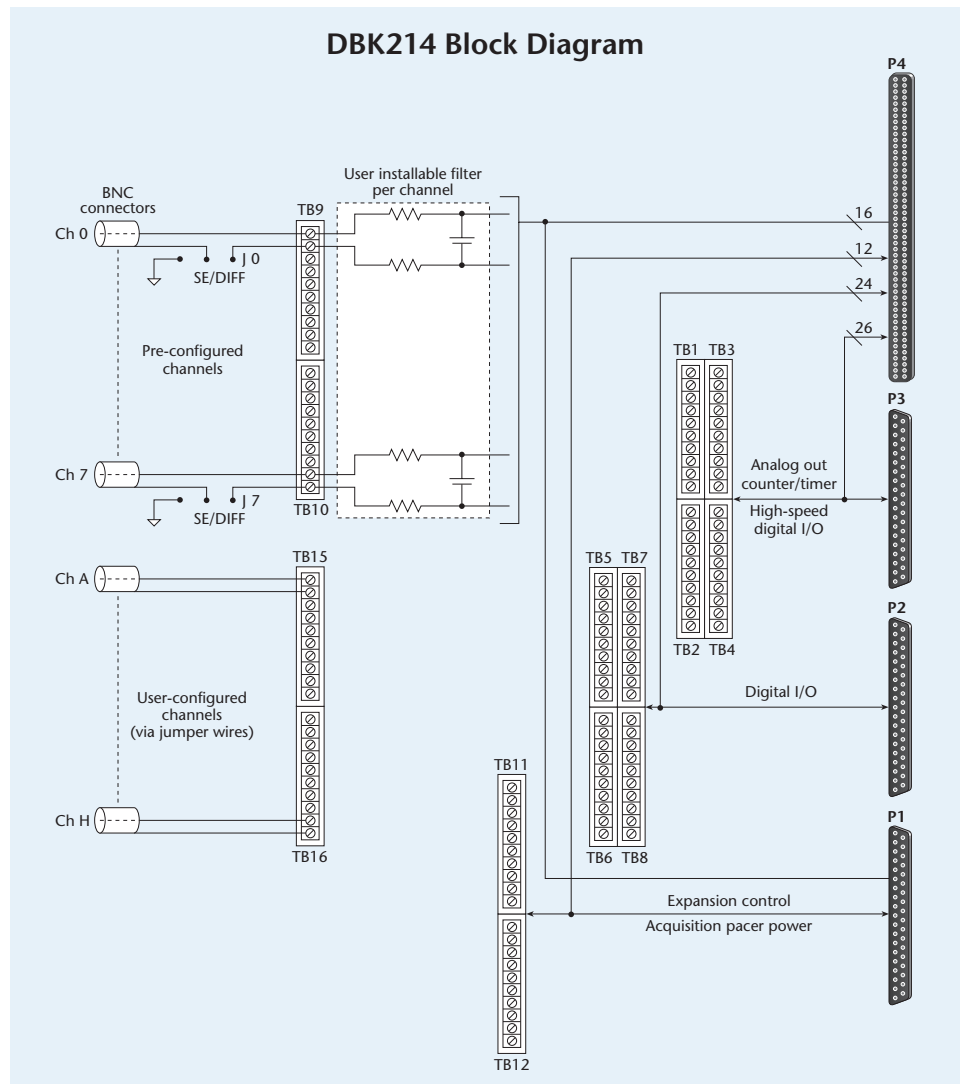 DBK214 Block Diagram
P4
User installable filter
per channel
BNC
connectors
TB9
Ch 0
J 0
SE/DIFF
16
12
24
26
Pre-configured
channels
TB1 TB3
P3
Ch 7
J 7
SE/DIFF
TB10
Analog out
counter/timer
High-speed
digital I/O
TB15
Ch A
TB5 TB7
P2
TB2 TB4
User-configured
channels
(via jumper wires)
Digital I/O
TB11
Ch H
TB16
TB6 TB8
P1
Expansion control
Acquisition pacer power
TB12